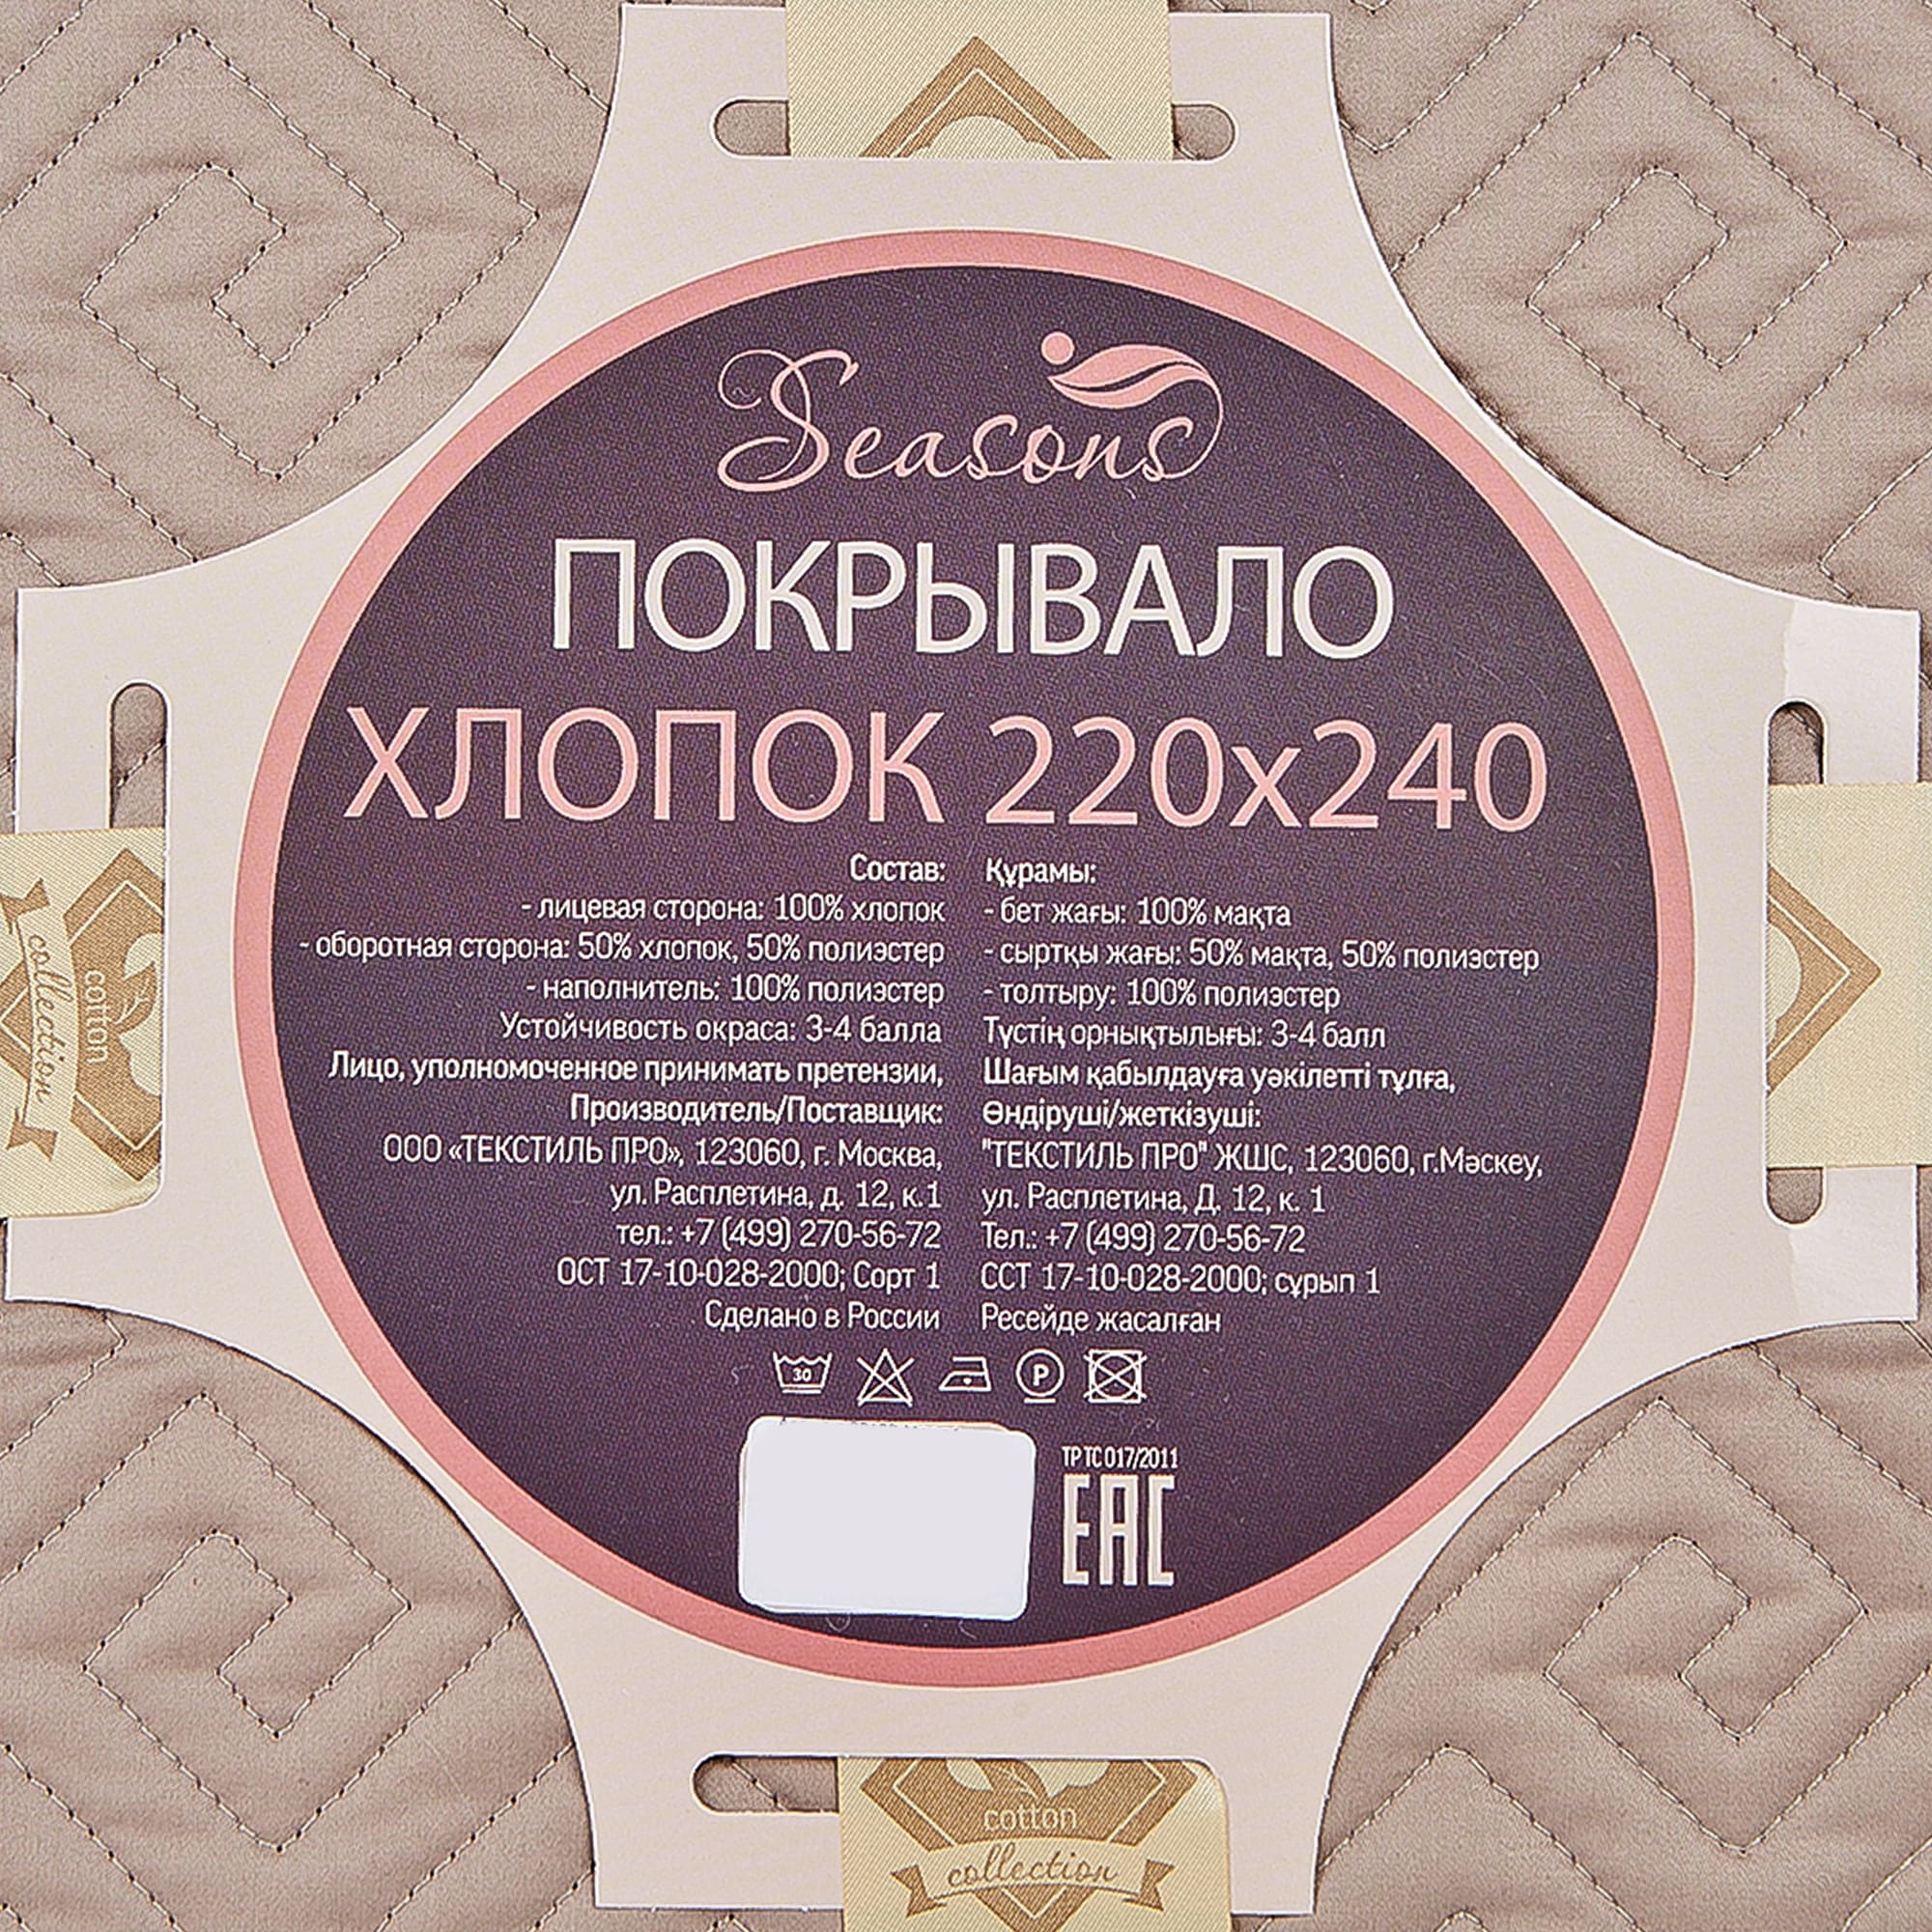 Seasons
ПОКРЫВАЛО
ХЛОПОК 220х240
Состав:
- лицевая сторона: 100% хлопок
- оборотная сторона: 50% хлопок, 50% полиэстер
- наполнитель: 100% полиэстер
Устойчивость окраса: 3-4 балла
Лицо, уполномоченное принимать претензии,
Производитель/Поставщик:
ООО «ТЕКСТИЛЬ ПРО», 123060, г. Москва,
ул. Расплетина, д. 12, к.1
тел.: +7 (499) 270-56-72
ОСТ 17-10-028-2000; Сорт 1
Сделано в России
Құрамы:
- бет жағы: 100% мақта
- сыртқы жағы: 50% мақта, 50% полиэстер
- толтыру: 100% полиэстер
Түстің орнықтылығы: 3-4 балл
Шағым қабылдауға уәкілетті тұлға,
Өндіруші/жеткізуші:
"ТЕКСТИЛЬ ПРО" ЖШС, 123060, г.Мәскеу,
ул. Расплетина, Д. 12, к. 1
Тел.: +7 (499) 270-56-72
ССТ 17-10-028-2000; сұрып 1
Ресейде жасалған
30
P
ТР ТС 017/2011
ЕАС
cotton
collection
cotton
collection